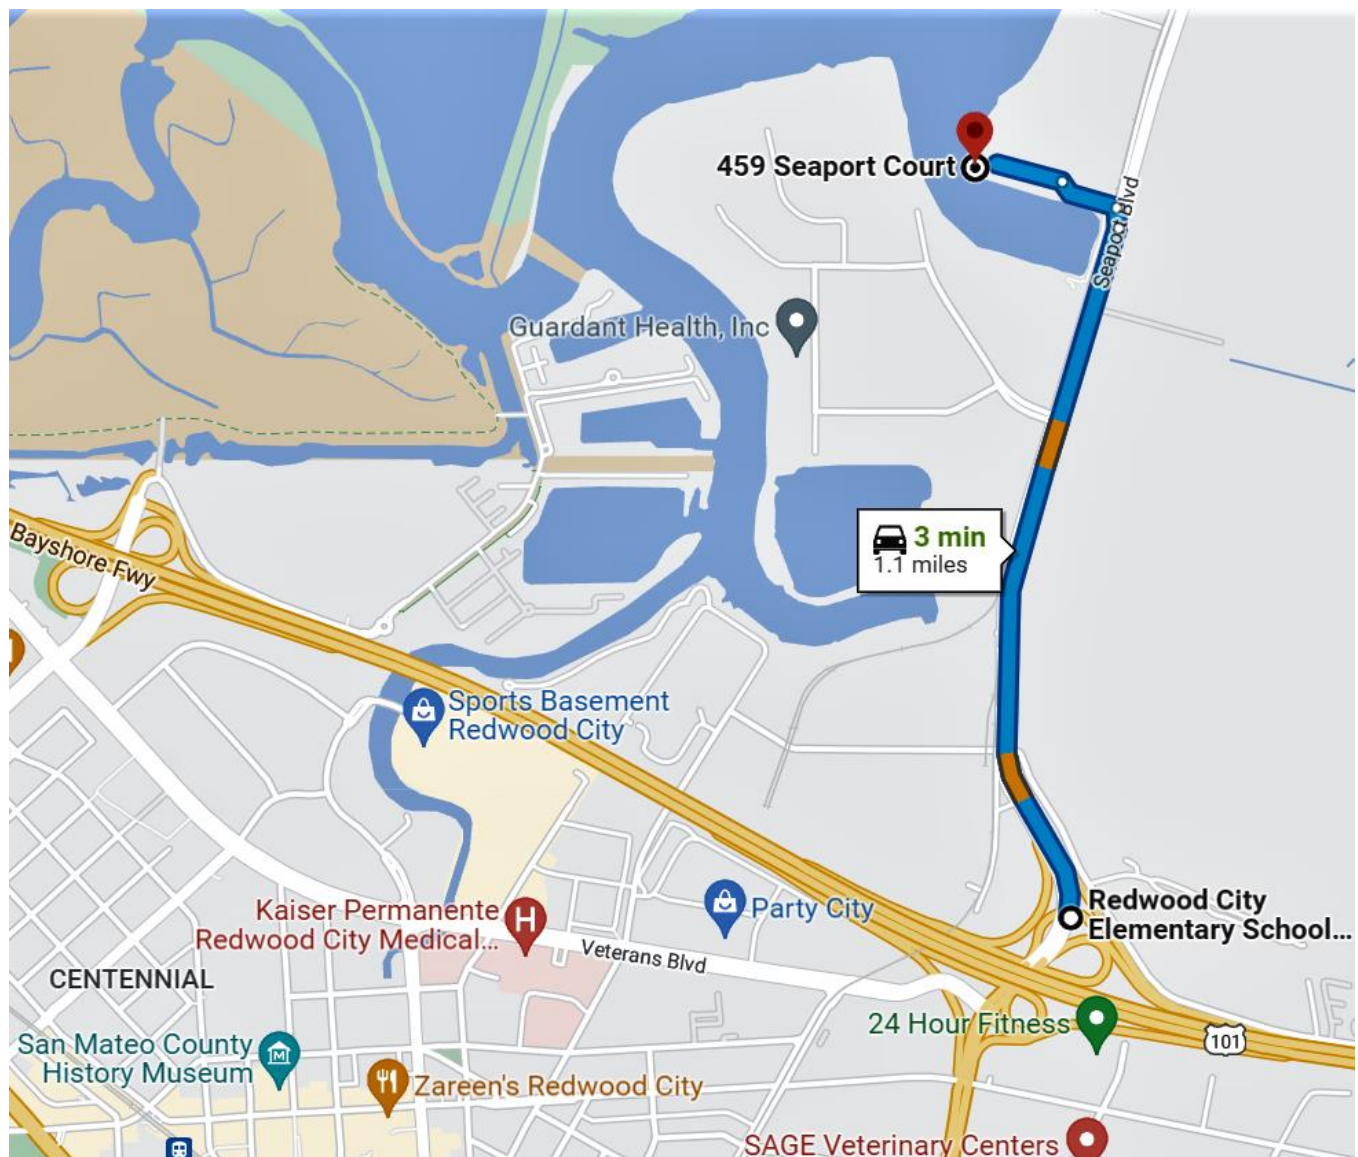 459 Seaport Court
Seaport Blvd
Guardant Health, Inc
3 min
1.1 miles
Bayshore Fwy
Sports Basement
Redwood City
Redwood City
Elementary School...
Kaiser Permanente
Redwood City Medical...
H
Party City
Veterans Blvd
CENTENNIAL
24 Hour Fitness
101
San Mateo County
History Museum
M
Zareen's Redwood City
SAGE Veterinary Centers